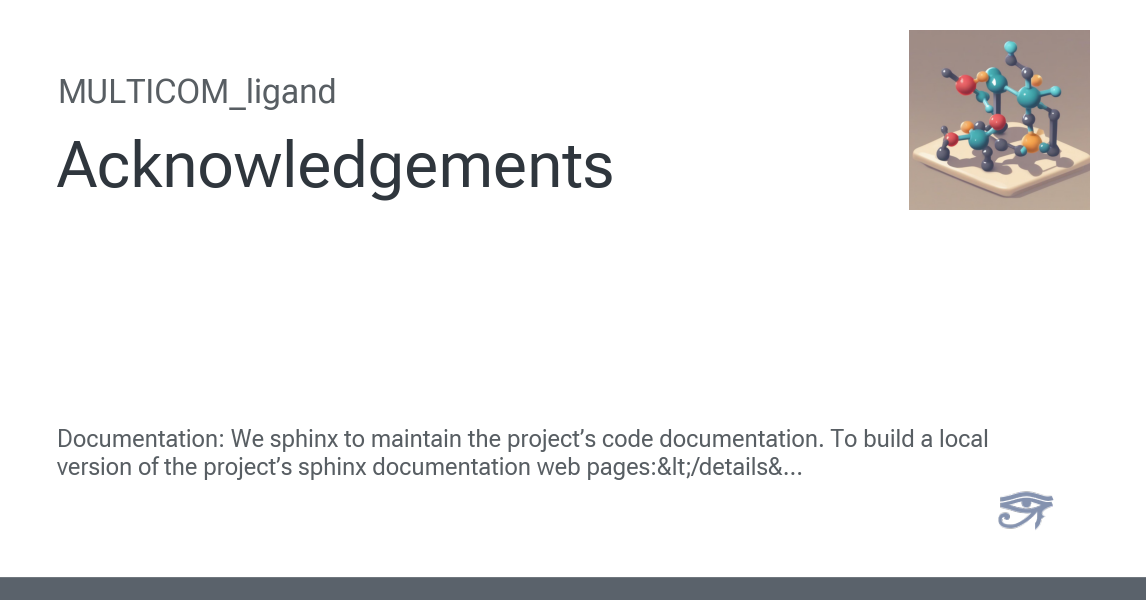 MULTICOM_ligand
Acknowledgements
Documentation: We sphinx to maintain the project’s code documentation. To build a local
version of the project’s sphinx documentation web pages:&lt;/details&...